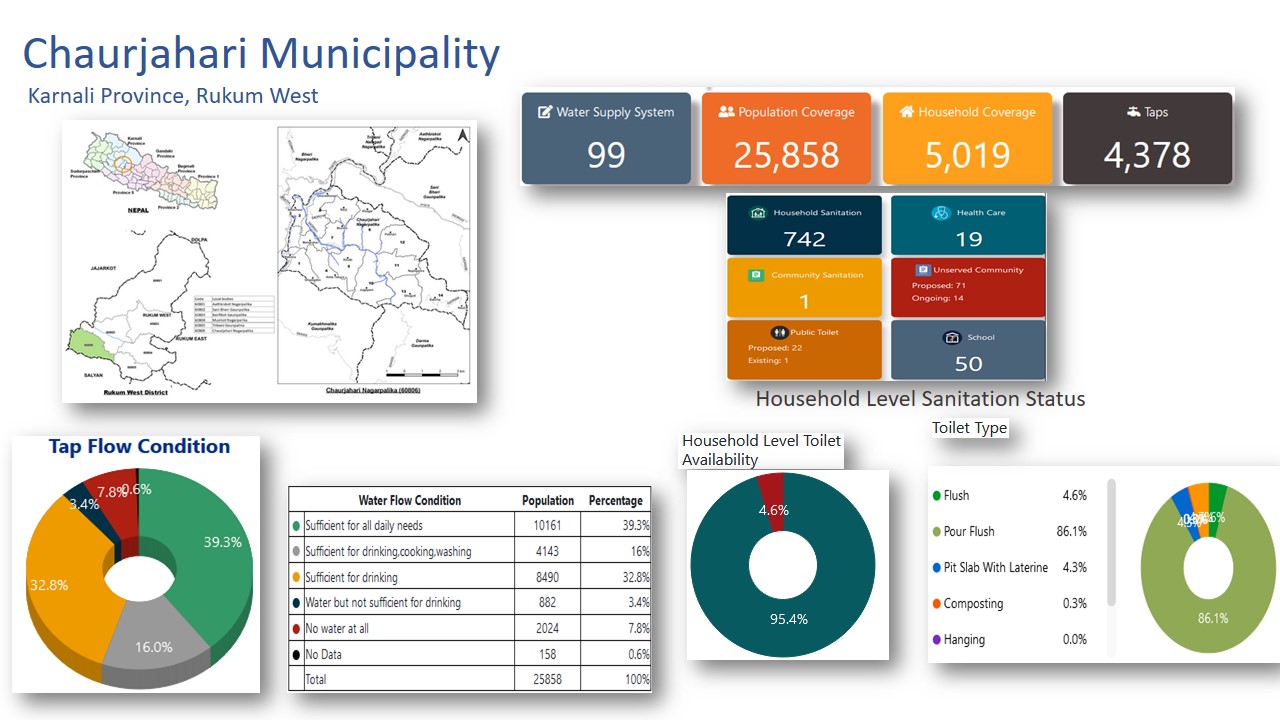 Chaurjahari Municipality
Karnali Province, Rukum West
Water Supply System
99
Population Coverage
25,858
Household Coverage
5,019
Taps
4,378
Household Sanitation
742
Health Care
19
Community Sanitation
1
Unserved Community
Proposed: 71
Ongoing: 14
Public Toilet
Proposed: 22
Existing: 1
School
50
Karnali
Province
Gandaki
Province
Bagmati
Province
Province 1
Province 5
Province 2
NEPAL
DOLPA
JAJARKOT
RUKUM WEST
RUKUM EAST
SALYAN
Rukum West District
Code Local bodies
Aathbiskot
Nagarpalika
Bheri
Nagarpalika
Sani
Bheri
Gaunpalika
Chaurjahari
Nagarpalika
Kumakhmalika
Gaunpalika
Darma
Gaunpalika
Chaurjahari Nagarpalika (60806)
Household Level Sanitation Status
Tap Flow Condition
7.8%
0.6%
3.4%
39.3%
32.8%
16.0%
Water Flow Condition Population Percentage
Sufficient for all daily needs 10161 39.3%
Sufficient for drinking,cooking,washing 4143 16%
Sufficient for drinking 8490 32.8%
Water but not sufficient for drinking 882 3.4%
No water at all 2024 7.8%
No Data 158 0.6%
Total 25858 100%
Household Level Toilet
Availability
4.6%
95.4%
Toilet Type
Flush 4.6%
Pour Flush 86.1%
Pit Slab With Laterine 4.3%
Composting 0.3%
Hanging 0.0%
86.1%